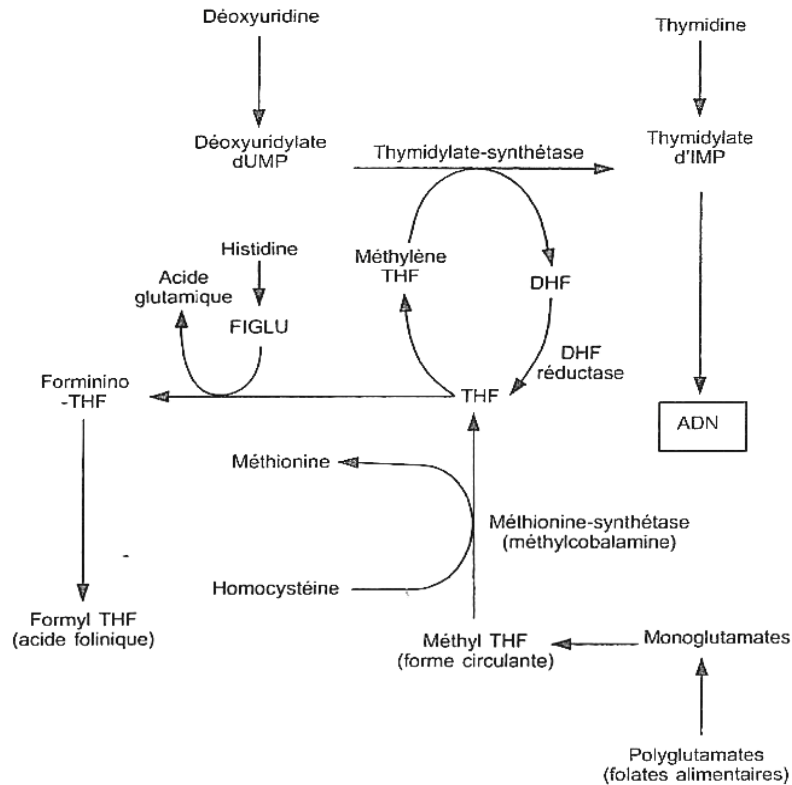 Déoxyuridine
Thymidine
Déoxyuridylate
dUMP
Thymidylate-synthétase
Thymidylate
d'IMP
Histidine
Acide
glutamique
FIGLU
Méthylène
THF
DHF
DHF
réductase
Forminino
-THF
THF
ADN
Méthionine
Méthionine-synthétase
(méthylcobalamine)
Homocystéine
Formyl THF
(acide folinique)
Méthyl THF
(forme circulante)
Monoglutamates
Polyglutamates
(folates alimentaires)